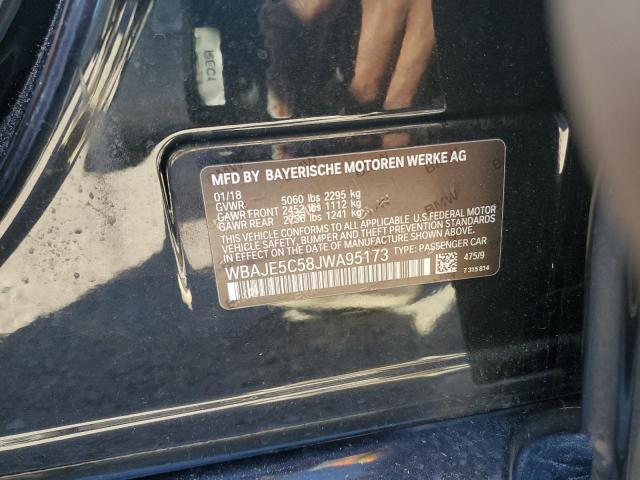 MFD BY BAYERISCHE MOTOREN WERKE AG
01/18
GVWR 5060 lbs 2295 kg
GAWR FRONT 2452 lbs 1112 kg
GAWR REAR 2736 lbs 1241 kg
THIS VEHICLE CONFORMS TO ALL APPLICABLE U.S. FEDERAL MOTOR
VEHICLE SAFETY, BUMPER, AND THEFT PREVENTION STANDARDS
IN EFFECT ON THE DATE OF MANUFACTURE SHOWN ABOVE.
WBAJE5C58JWA95173 TYPE: PASSENGER CAR
475/9
7 315 814